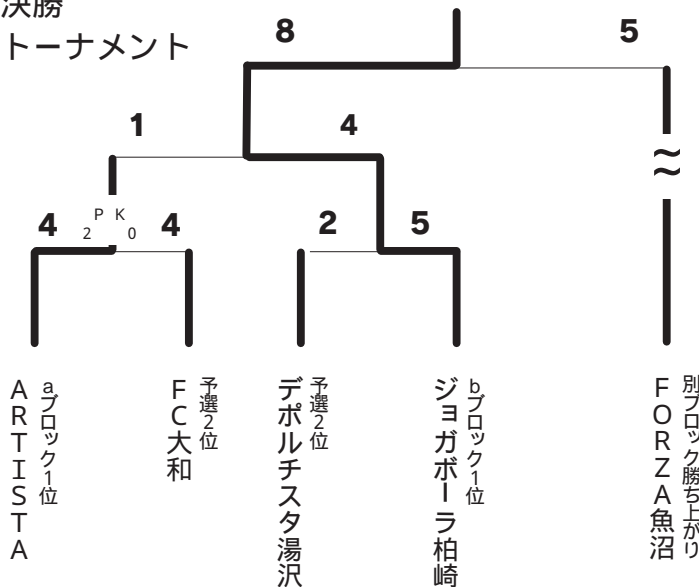 決勝
トーナメント
8
5
1
4
4
PK
2
0
4
2
5
ARTISTA
aブロック1位
FC大和
予選2位
デポルチスタ湯沢
予選2位
ジョガボーラ柏崎
bブロック1位
FORZA魚沼
別ブロック勝ち上がり